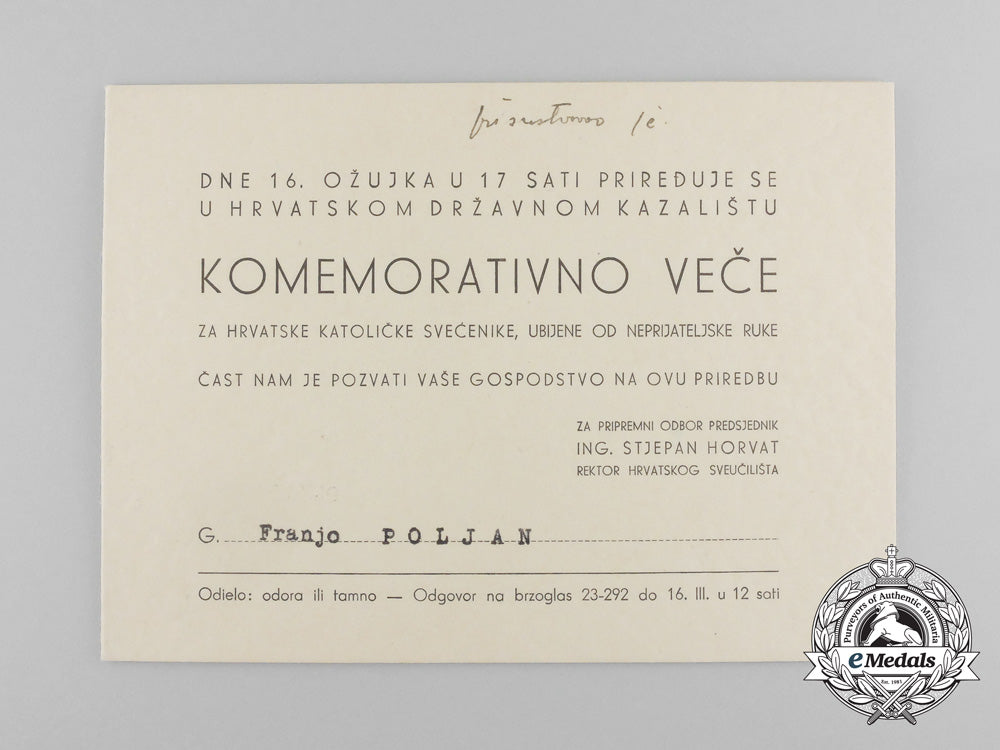 prisustvovao je.
DNE 16. OŽUJKA U 17 SATI PRIREĐUJE SE
U HRVATSKOM DRŽAVNOM KAZALIŠTU
KOMEMORATIVNO VEČE
ZA HRVATSKE KATOLIČKE SVEĆENIKE, UBIJENE OD NEPRIJATELJSKE RUKE
ČAST NAM JE POZVATI VAŠE GOSPODSTVO NA OVU PRIREDBU
ZA PRIPREMNI ODBOR PREDSJEDNIK
ING. STJEPAN HORVAT
REKTOR HRVATSKOG SVEUČILIŠTA
G. Franjo POLJAN
Odielo: odora ili tamno — Odgovor na brzoglas 23-292 do 16. III. u 12 sati
Purveyors of Authentic Militaria
eMedals
Est. 1981